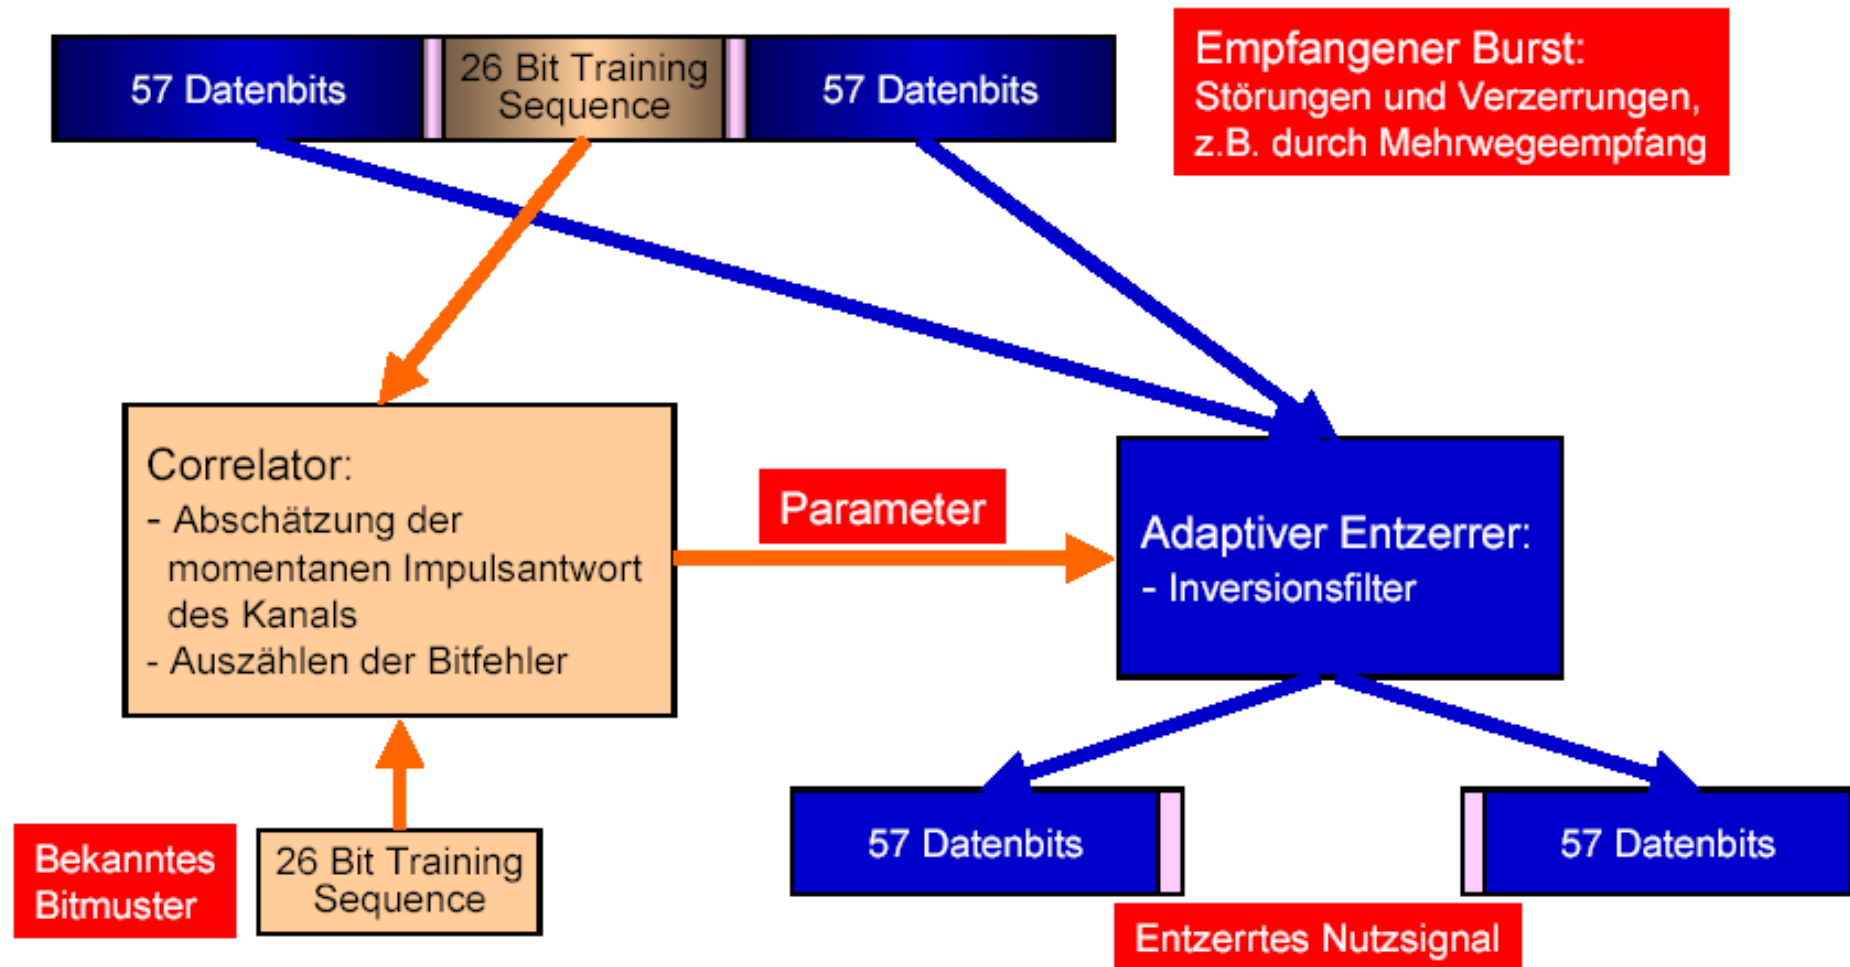 57 Datenbits
26 Bit Training
Sequence
57 Datenbits
Empfangener Burst:
Störungen und Verzerrungen,
z.B. durch Mehrwegeempfang
Correlator:
- Abschätzung der
momentanen Impulsantwort
des Kanals
- Auszählen der Bitfehler
Parameter
Adaptiver Entzerrer:
- Inversionsfilter
Bekanntes
Bitmuster
26 Bit Training
Sequence
57 Datenbits
57 Datenbits
Entzerrtes Nutzsignal